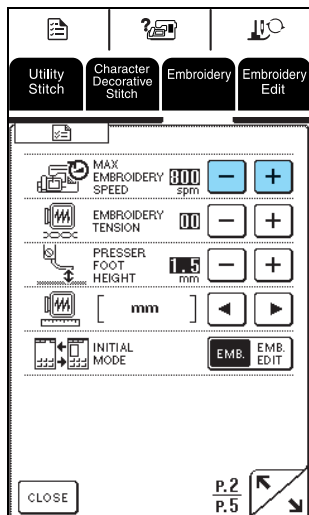 ?
Utility
Stitch
Character
Decorative
Stitch
Embroidery
Embroidery
Edit
MAX
EMBROIDERY
SPEED
800
spm
− +
EMBROIDERY
TENSION
00
− +
PRESSER
FOOT
HEIGHT
1.5
mm
− +
[ mm ]
INITIAL
MODE
EMB.
EMB.
EDIT
CLOSE
P.2
P.5